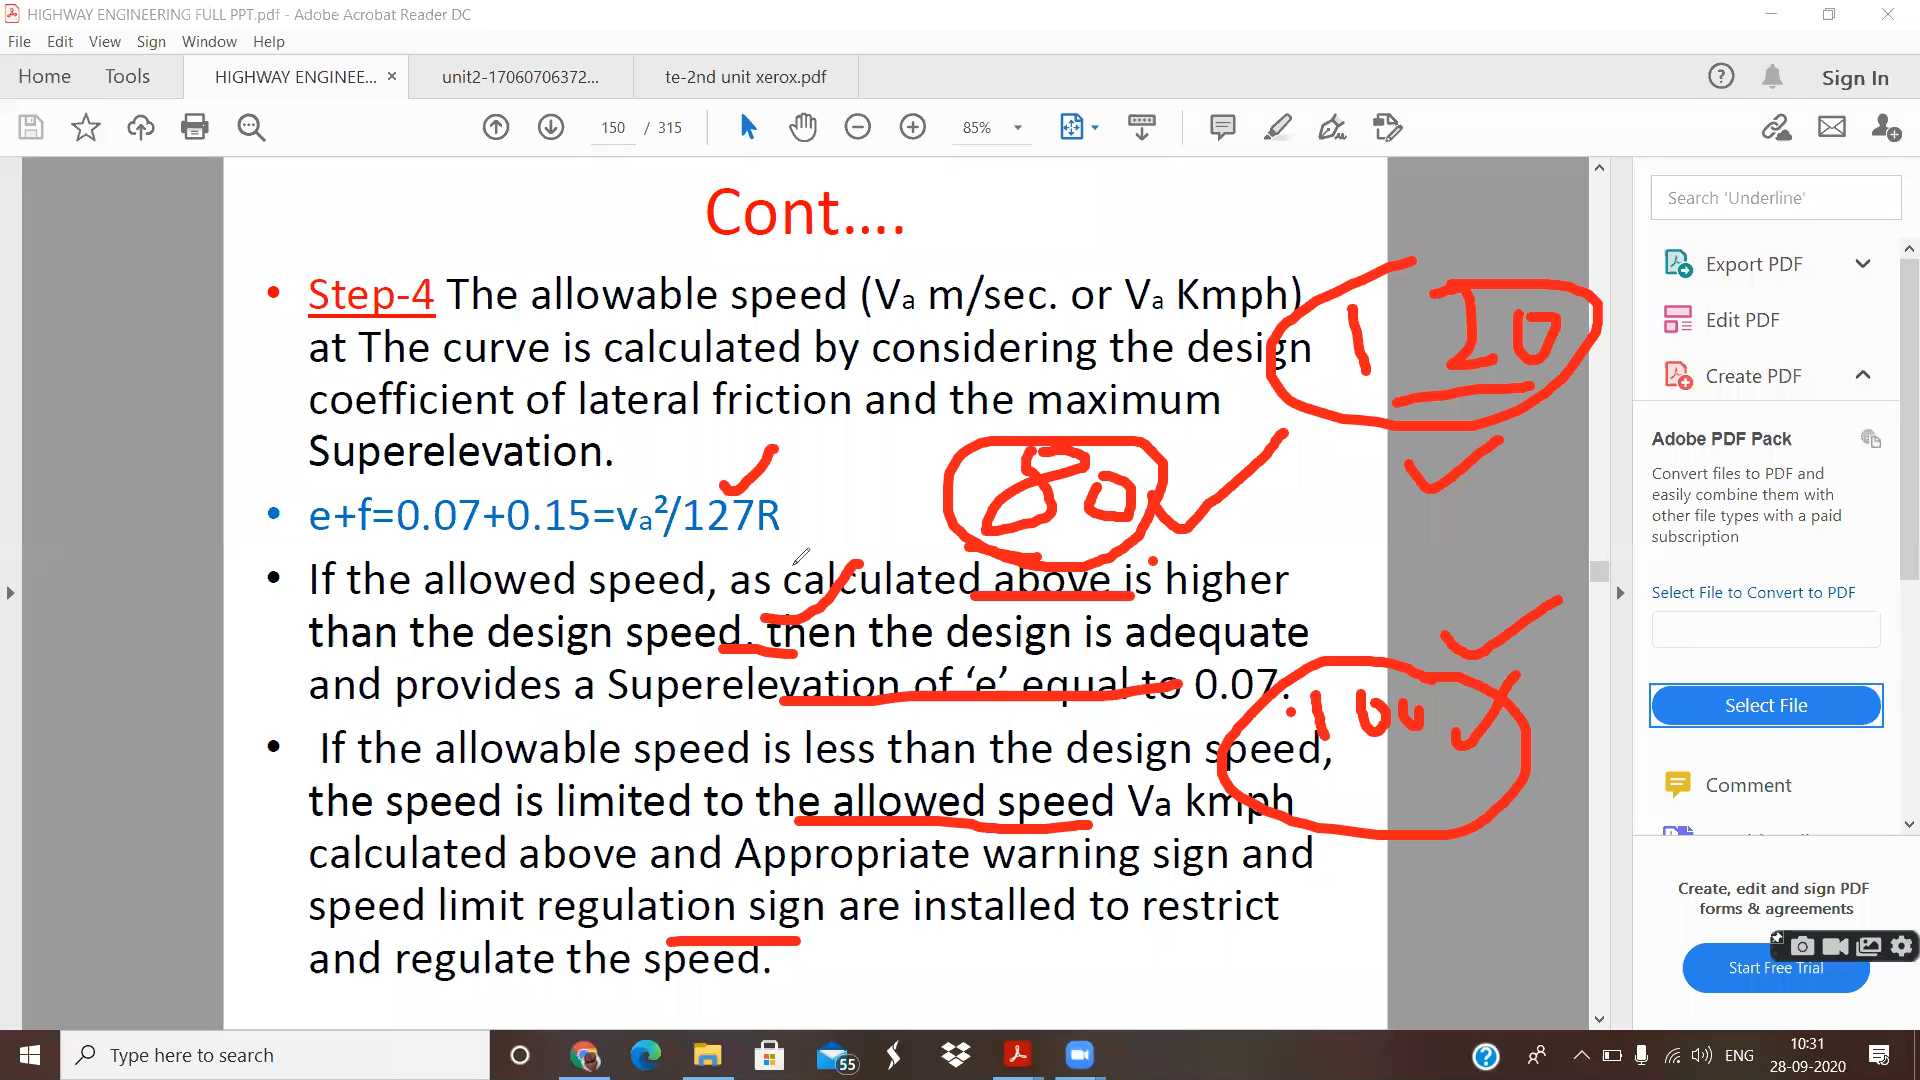 HIGHWAY ENGINEERING FULL PPT.pdf - Adobe Acrobat Reader DC
File Edit View Sign Window Help
Home Tools HIGHWAY ENGINEE... × unit2-17060706372... te-2nd unit xerox.pdf Sign In
150 / 315 85%
Cont....
• Step-4 The allowable speed (Va m/sec. or Va Kmph)
at The curve is calculated by considering the design
coefficient of lateral friction and the maximum
Superelevation.
• e+f=0.07+0.15=va²/127R
• If the allowed speed, as calculated above is higher
than the design speed, then the design is adequate
and provides a Superelevation of ‘e’ equal to 0.07.
• If the allowable speed is less than the design speed,
the speed is limited to the allowed speed Va kmph
calculated above and Appropriate warning sign and
speed limit regulation sign are installed to restrict
and regulate the speed.
120
80
100
Search 'Underline'
Export PDF
Edit PDF
Create PDF
Adobe PDF Pack
Convert files to PDF and
easily combine them with
other file types with a paid
subscription
Select File to Convert to PDF
Select File
Comment
Create, edit and sign PDF
forms & agreements
Start Free Trial
Type here to search
55
ENG
10:31
28-09-2020